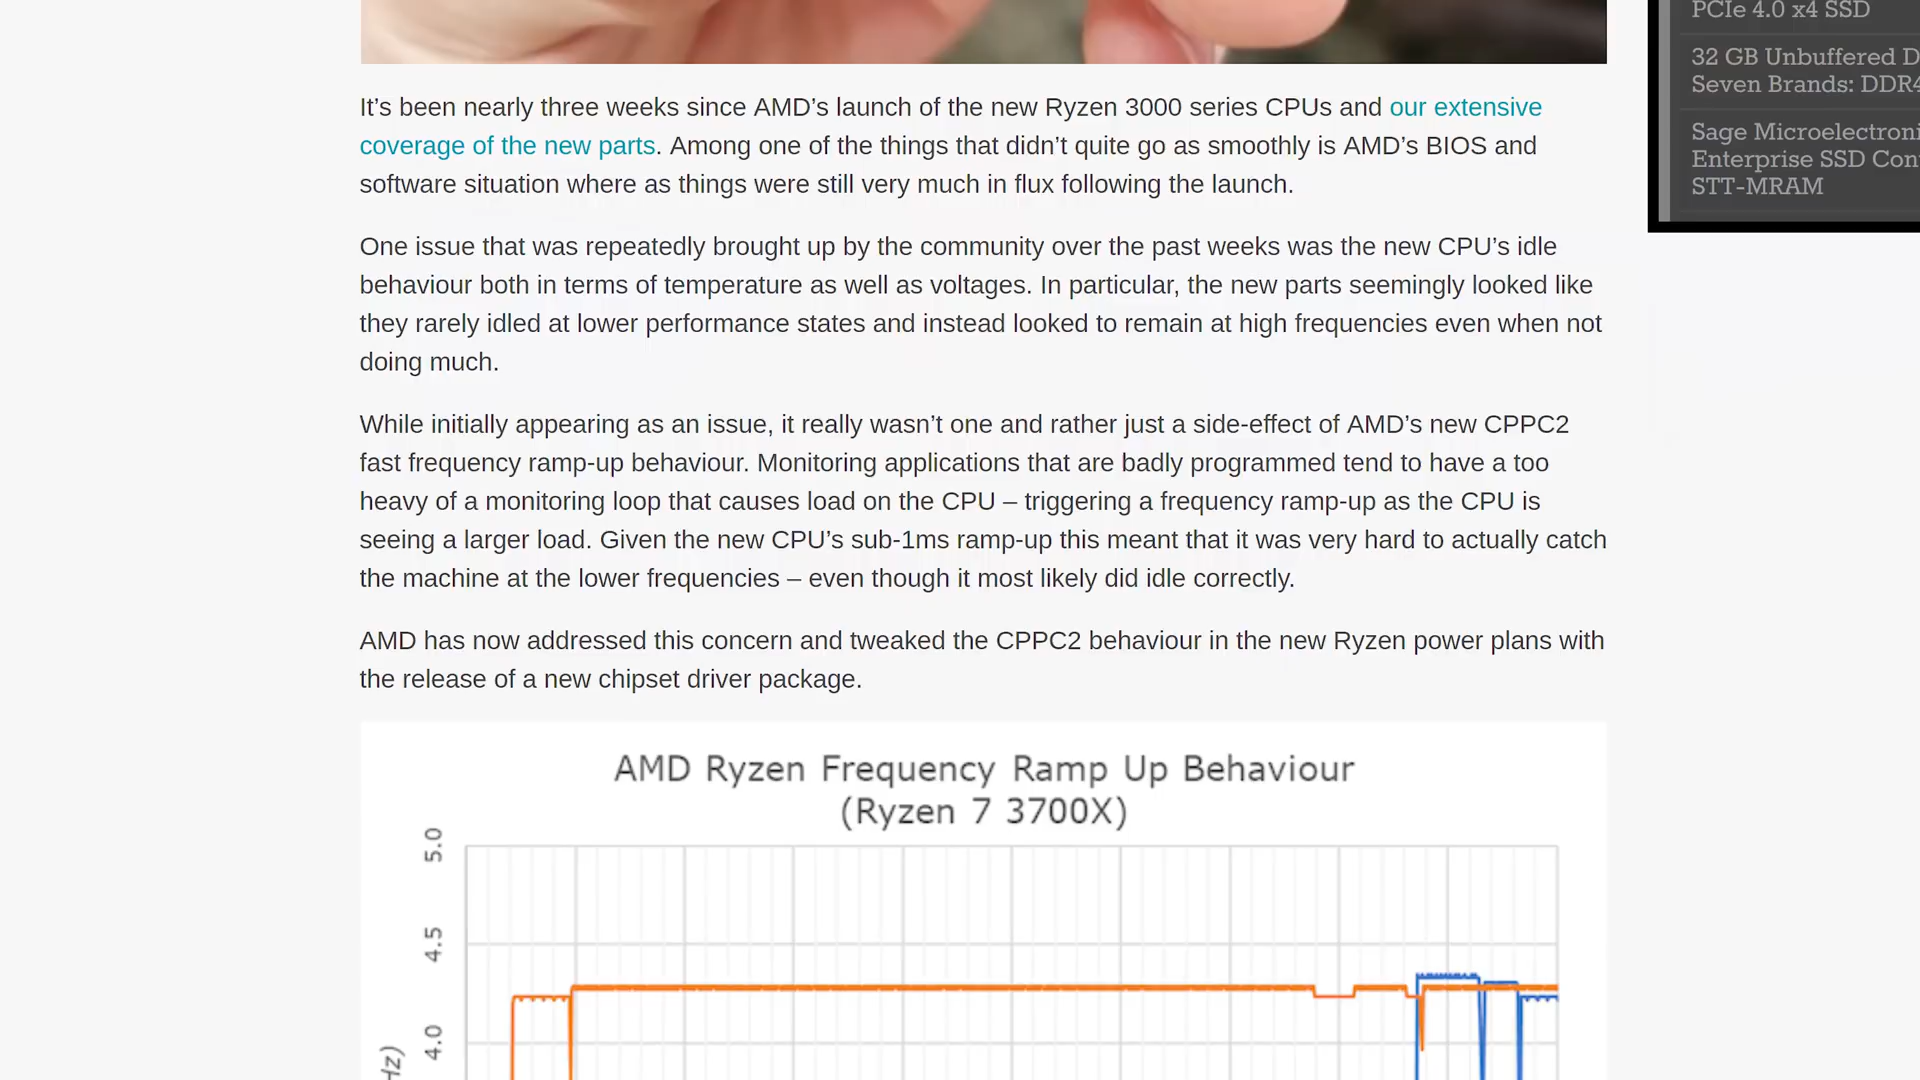 PCIe 4.0 x4 SSD
32 GB Unbuffered D
Seven Brands: DDR4
Sage Microelectroni
Enterprise SSD Con
STT-MRAM
It’s been nearly three weeks since AMD’s launch of the new Ryzen 3000 series CPUs and our extensive
coverage of the new parts. Among one of the things that didn’t quite go as smoothly is AMD’s BIOS and
software situation where as things were still very much in flux following the launch.
One issue that was repeatedly brought up by the community over the past weeks was the new CPU’s idle
behaviour both in terms of temperature as well as voltages. In particular, the new parts seemingly looked like
they rarely idled at lower performance states and instead looked to remain at high frequencies even when not
doing much.
While initially appearing as an issue, it really wasn’t one and rather just a side-effect of AMD’s new CPPC2
fast frequency ramp-up behaviour. Monitoring applications that are badly programmed tend to have a too
heavy of a monitoring loop that causes load on the CPU – triggering a frequency ramp-up as the CPU is
seeing a larger load. Given the new CPU’s sub-1ms ramp-up this meant that it was very hard to actually catch
the machine at the lower frequencies – even though it most likely did idle correctly.
AMD has now addressed this concern and tweaked the CPPC2 behaviour in the new Ryzen power plans with
the release of a new chipset driver package.
AMD Ryzen Frequency Ramp Up Behaviour
(Ryzen 7 3700X)
5.0
4.5
4.0
Hz)